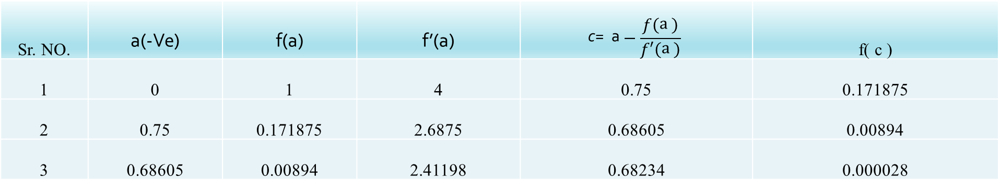 Sr. NO. a(-Ve) f(a) f′(a) c= a − f(a) / f′(a) f( c )
1 0 1 4 0.75 0.171875
2 0.75 0.171875 2.6875 0.68605 0.00894
3 0.68605 0.00894 2.41198 0.68234 0.000028